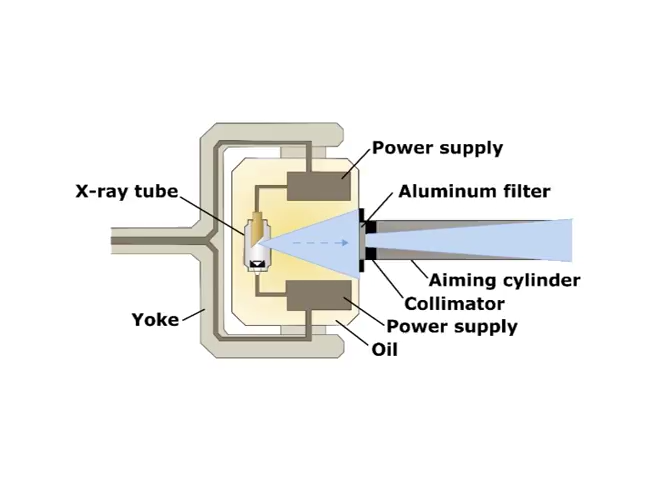 Power supply
X-ray tube
Aluminum filter
Aiming cylinder
Collimator
Yoke
Power supply
Oil